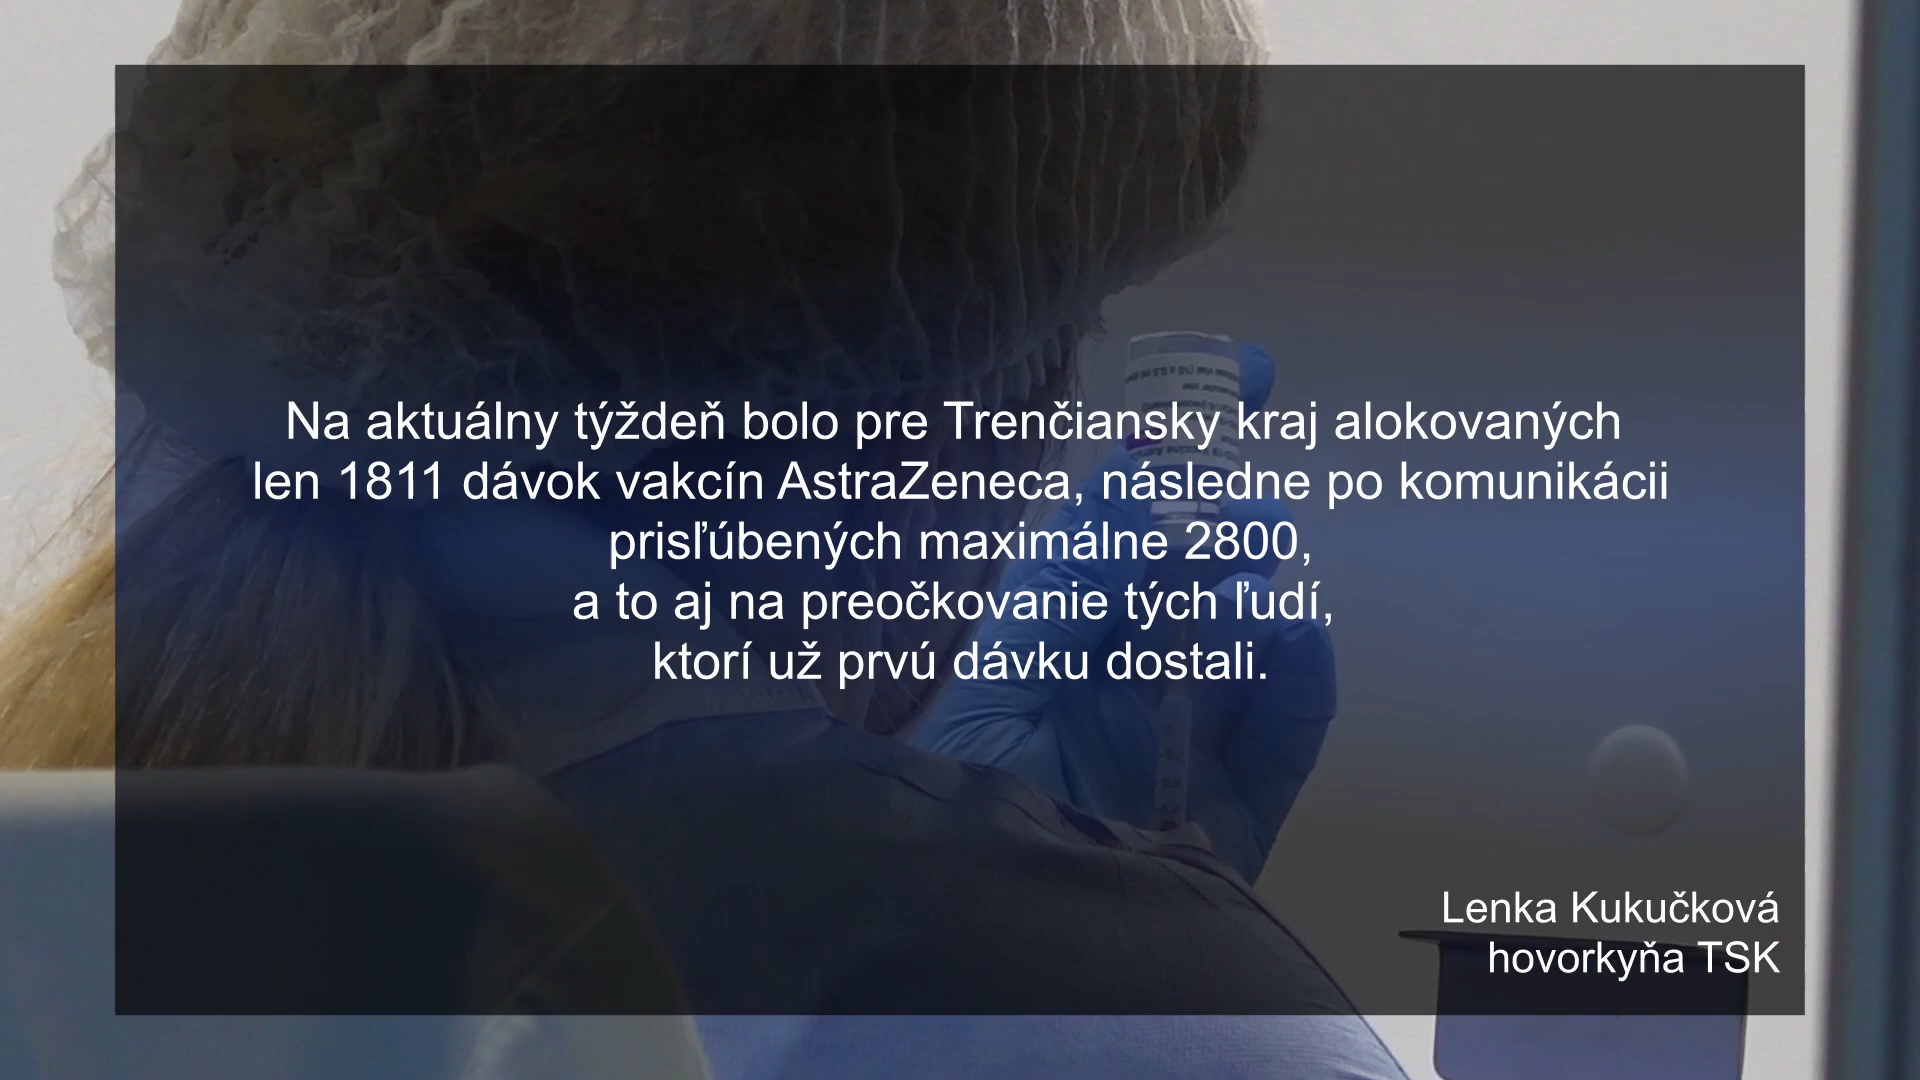 Na aktuálny týždeň bolo pre Trenčiansky kraj alokovaných
len 1811 dávok vakcín AstraZeneca, následne po komunikácii
prisľúbených maximálne 2800,
a to aj na preočkovanie tých ľudí,
ktorí už prvú dávku dostali.
Lenka Kukučková
hovorkyňa TSK